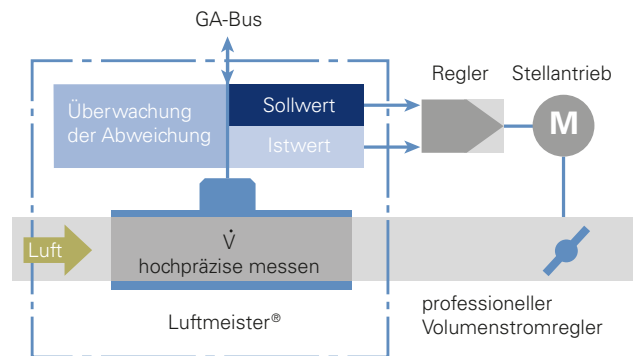 GA-Bus
Regler
Stellantrieb
Überwachung
der Abweichung
Sollwert
Istwert
M
Luft
V̇
hochpräzise messen
Luftmeister®
professioneller
Volumenstromregler